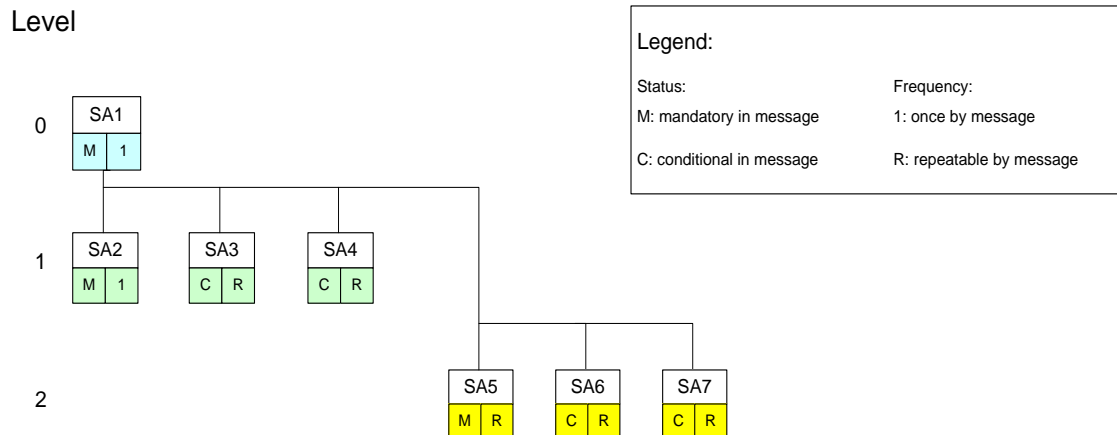 Level
Legend:
Status: Frequency:
M: mandatory in message 1: once by message
C: conditional in message R: repeatable by message
0
SA1
M 1
1
SA2 SA3 SA4
M 1 C R C R
2
SA5 SA6 SA7
M R C R C R